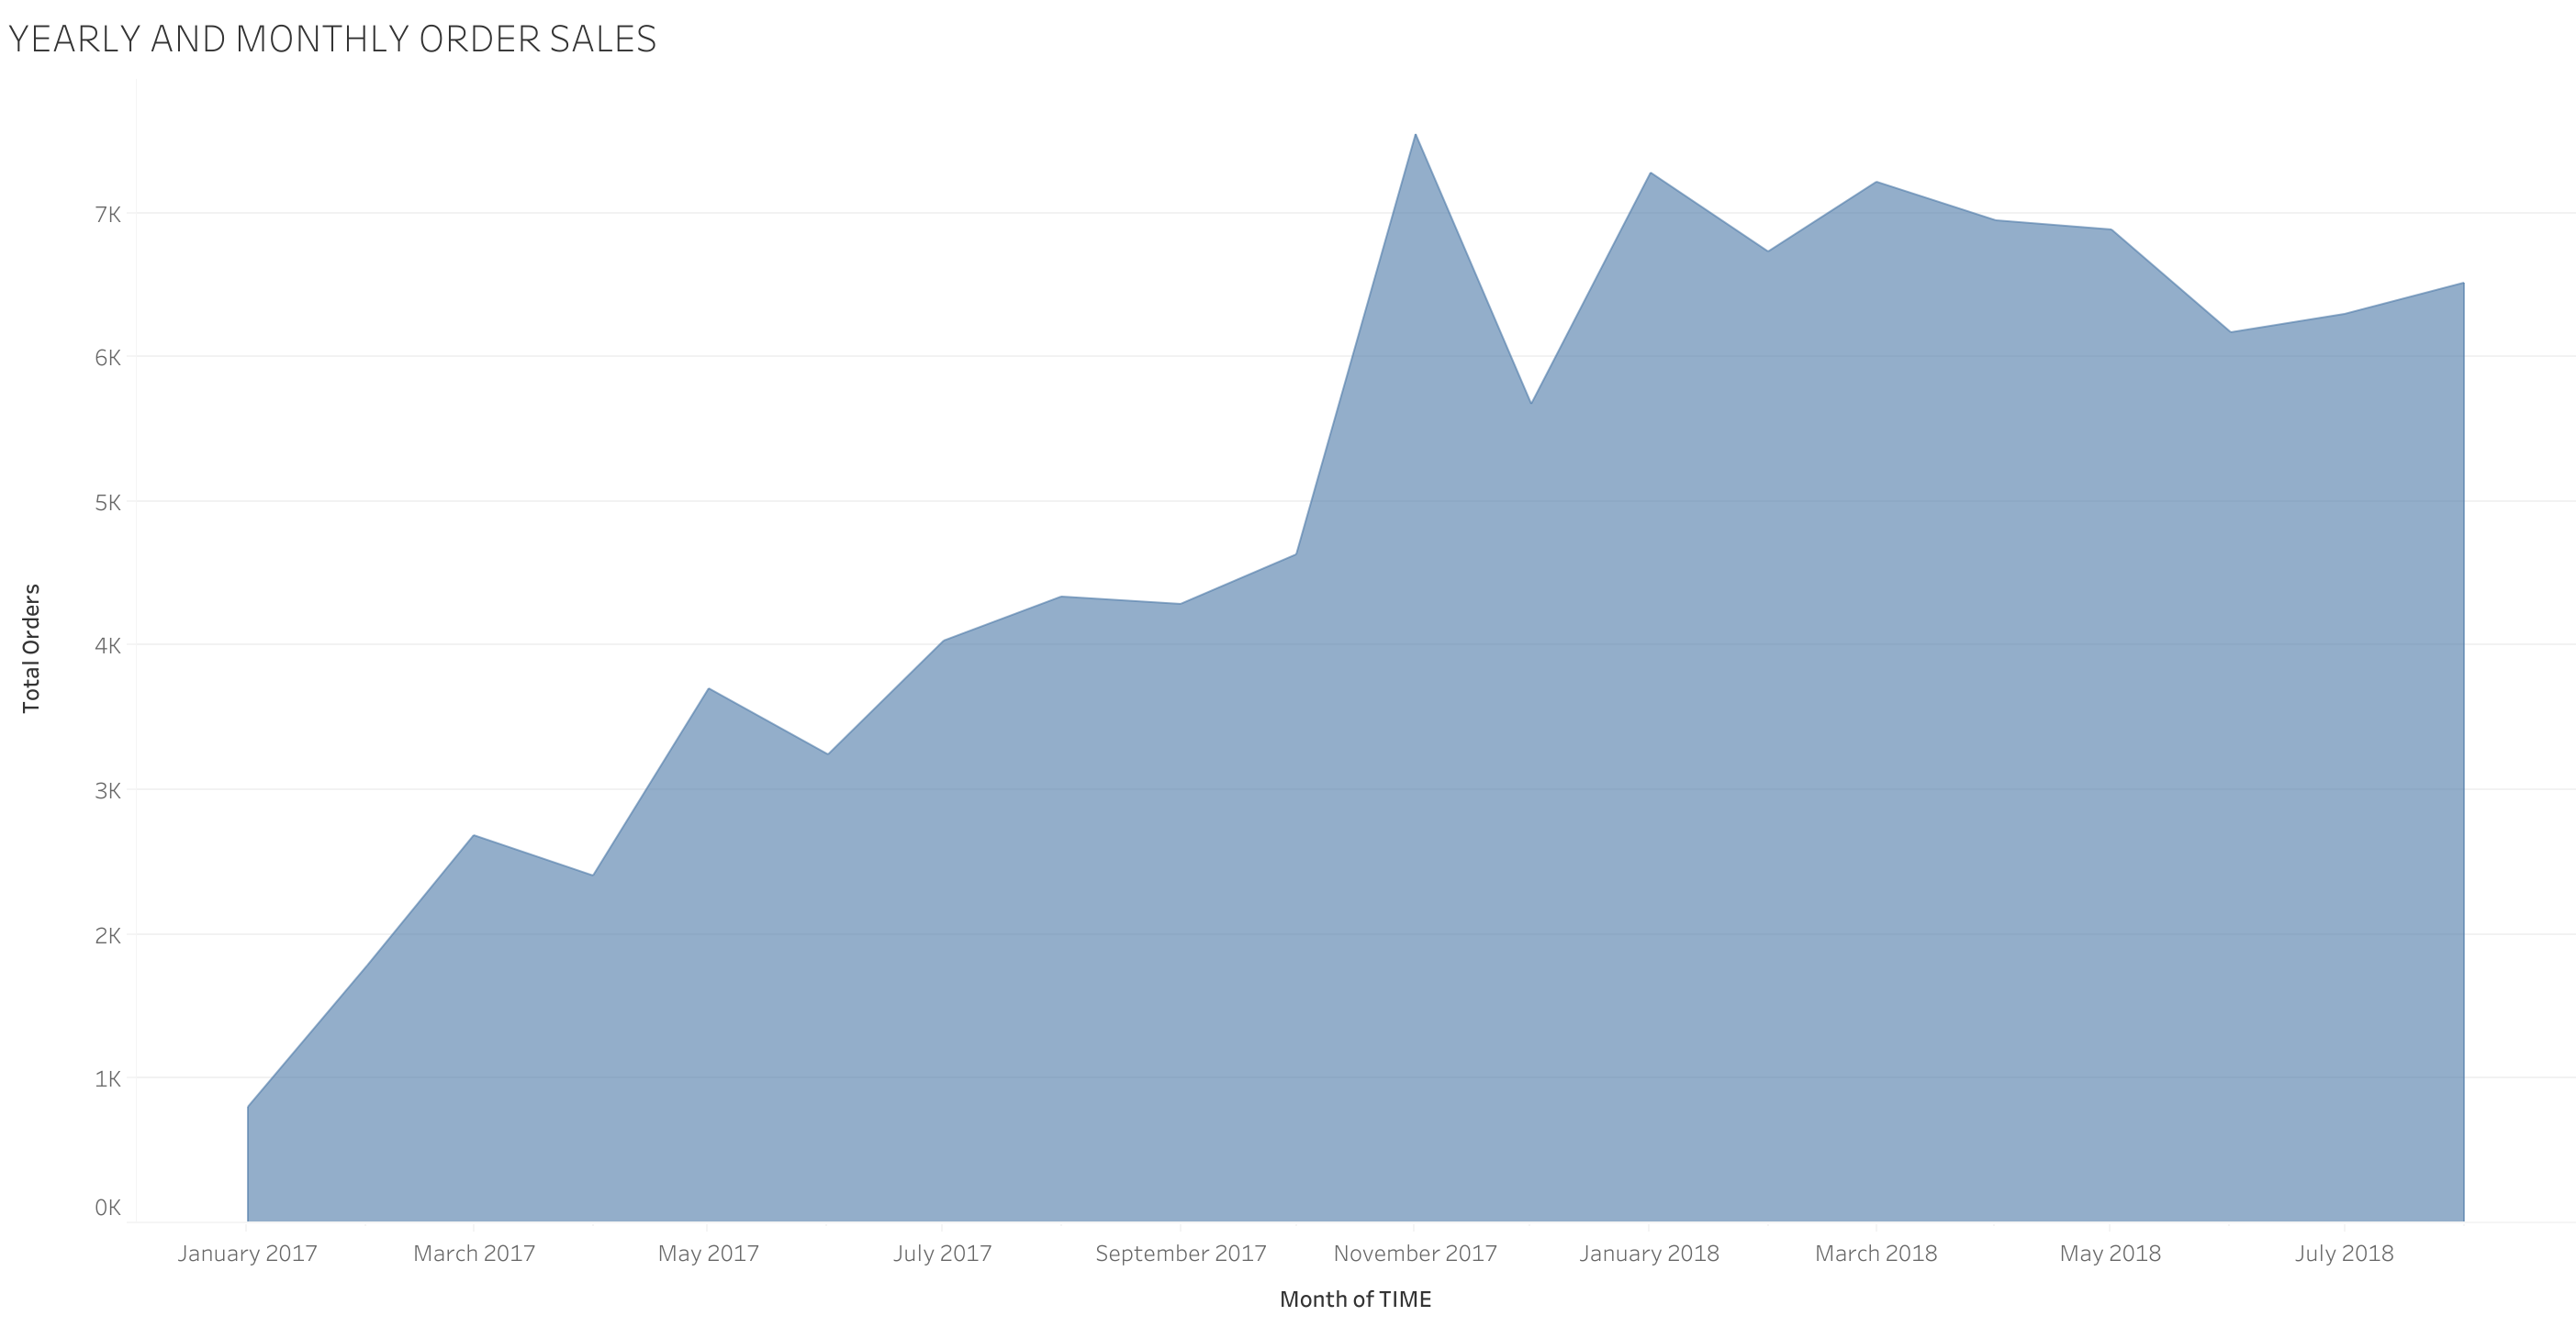 YEARLY AND MONTHLY ORDER SALES
7K
6K
5K
4K
3K
2K
1K
0K
Total Orders
January 2017
March 2017
May 2017
July 2017
September 2017
November 2017
January 2018
March 2018
May 2018
July 2018
Month of TIME